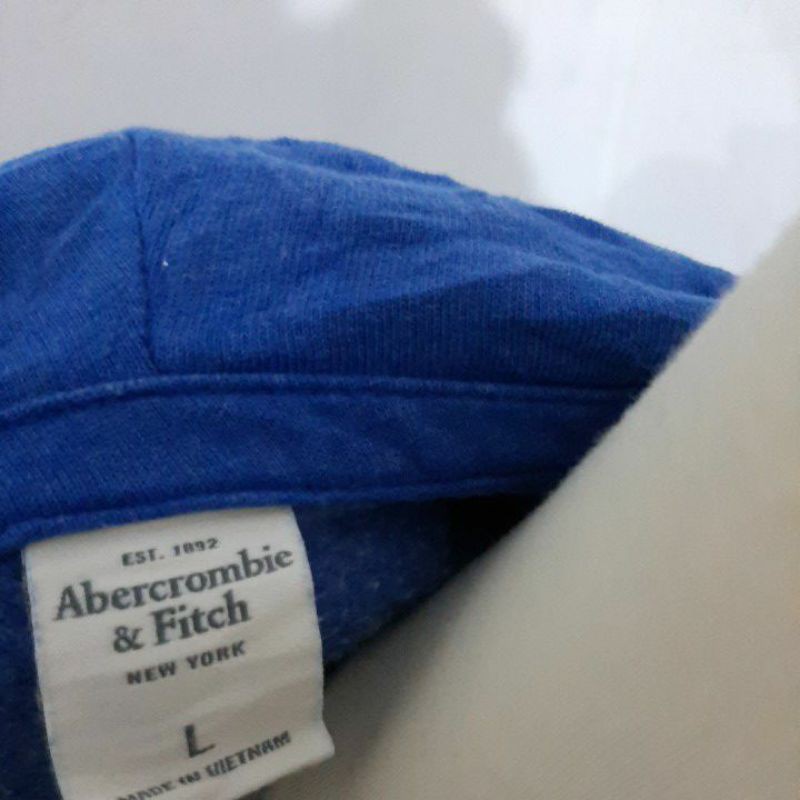 EST. 1892
Abercrombie
& Fitch
NEW YORK
L
MADE IN VIETNAM